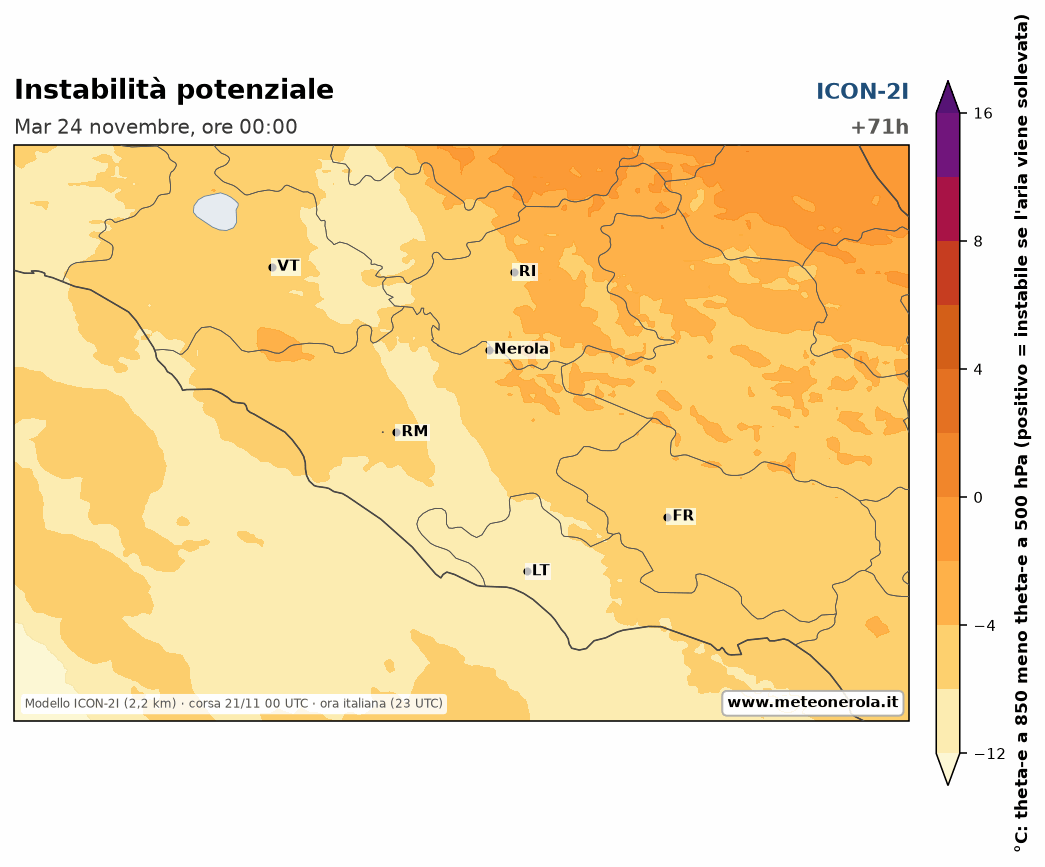 Instabilità potenziale
ICON-2I
Mar 24 novembre, ore 00:00
+71h
VT
RI
Nerola
RM
FR
LT
Modello ICON-2I (2,2 km) · corsa 21/11 00 UTC · ora italiana (23 UTC)
www.meteonerola.it
16
8
4
0
−4
−12
°C: theta-e a 850 meno theta-e a 500 hPa (positivo = instabile se l'aria viene sollevata)